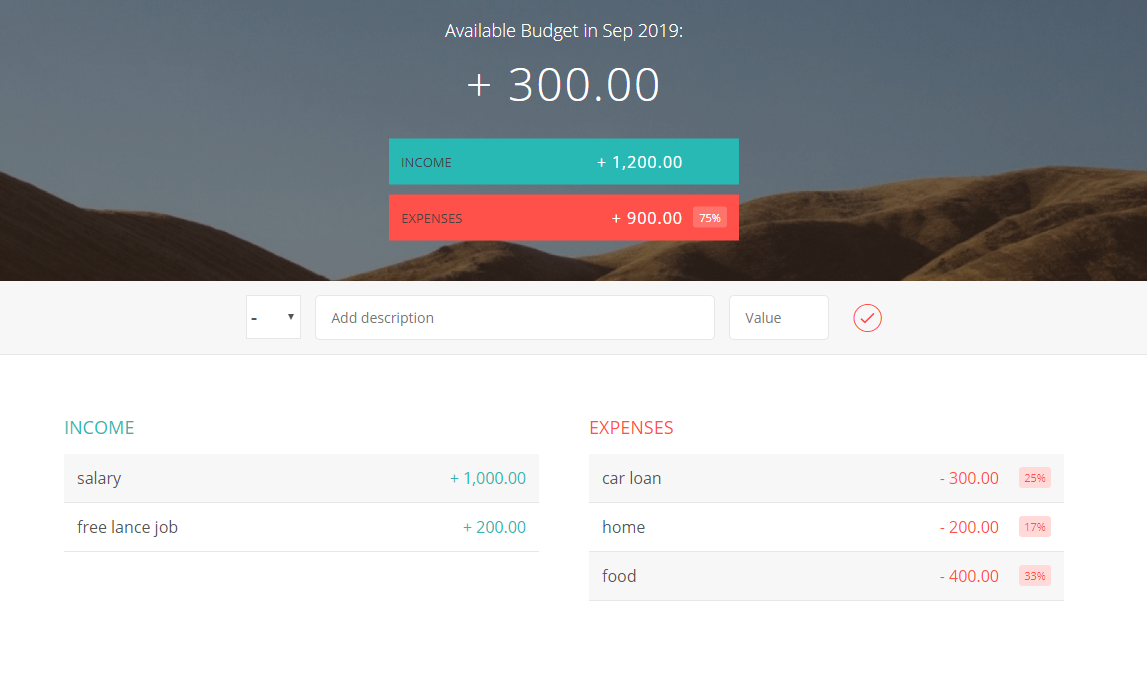 Available Budget in Sep 2019:
+ 300.00
INCOME + 1,200.00
EXPENSES + 900.00 75%
- ▼ Add description Value
INCOME
salary + 1,000.00
free lance job + 200.00
EXPENSES
car loan - 300.00 25%
home - 200.00 17%
food - 400.00 33%